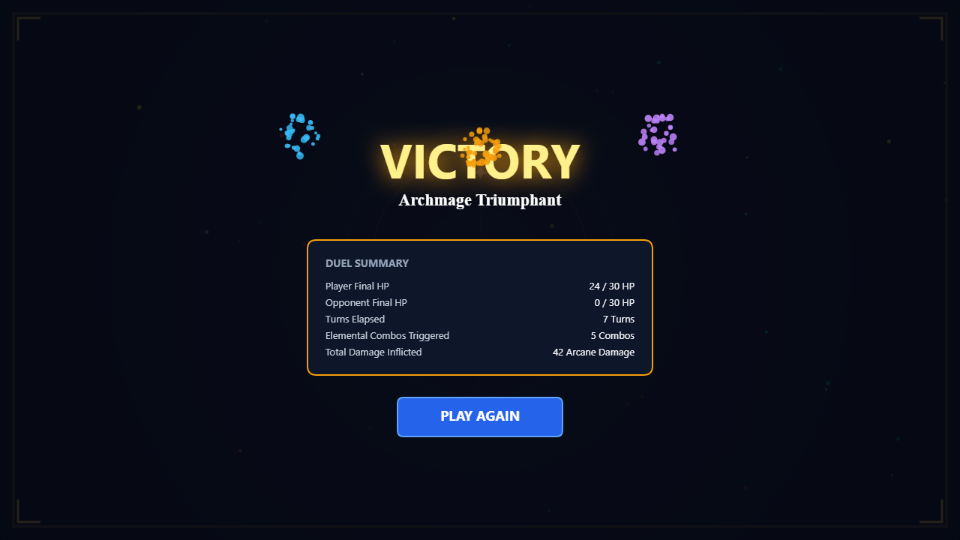 VICTORY
Archmage Triumphant
DUEL SUMMARY
Player Final HP 24 / 30 HP
Opponent Final HP 0 / 30 HP
Turns Elapsed 7 Turns
Elemental Combos Triggered 5 Combos
Total Damage Inflicted 42 Arcane Damage
PLAY AGAIN